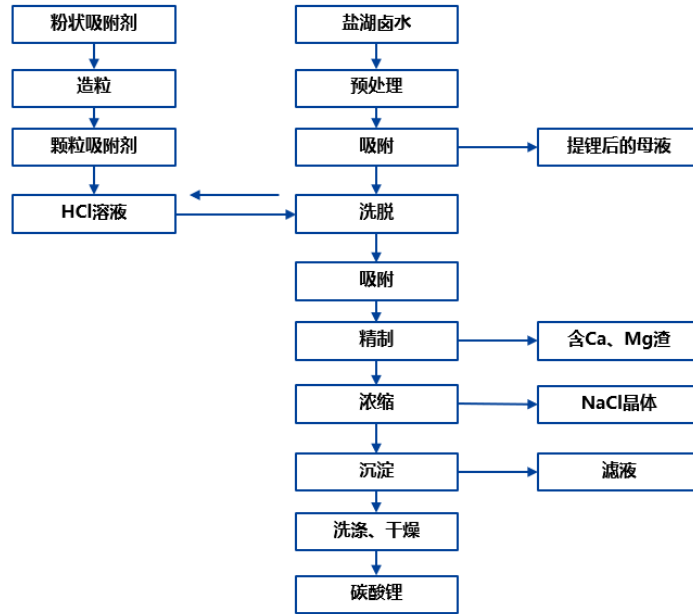 粉状吸附剂
造粒
颗粒吸附剂
HCl溶液
盐湖卤水
预处理
吸附
提锂后的母液
洗脱
吸附
精制
含Ca、Mg渣
浓缩
NaCl晶体
沉淀
滤液
洗涤、干燥
碳酸锂